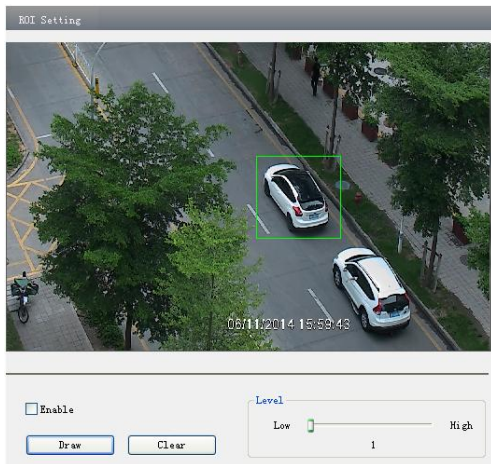 ROI Setting
06/11/2014 15:59:43
Enable
Draw
Clear
Level
Low
High
1